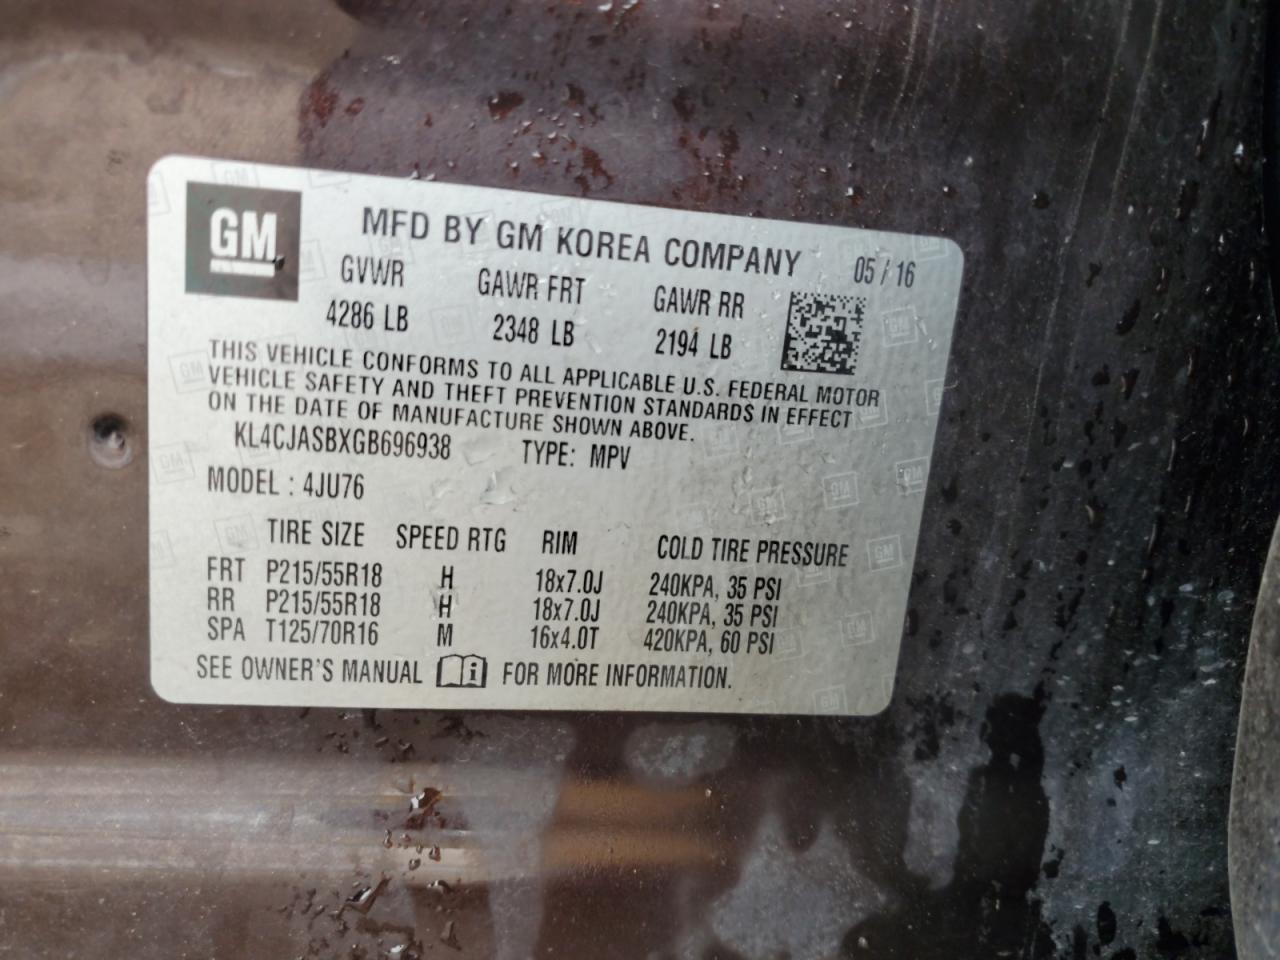 GM
MFD BY GM KOREA COMPANY 05 / 16
GVWR GAWR FRT GAWR RR
4286 LB 2348 LB 2194 LB
THIS VEHICLE CONFORMS TO ALL APPLICABLE U.S. FEDERAL MOTOR
VEHICLE SAFETY AND THEFT PREVENTION STANDARDS IN EFFECT
ON THE DATE OF MANUFACTURE SHOWN ABOVE.
KL4CJASBXGB696938 TYPE: MPV
MODEL : 4JU76
TIRE SIZE SPEED RTG RIM COLD TIRE PRESSURE
FRT P215/55R18 H 18x7.0J 240KPA, 35 PSI
RR P215/55R18 H 18x7.0J 240KPA, 35 PSI
SPA T125/70R16 M 16x4.0T 420KPA, 60 PSI
SEE OWNER'S MANUAL i FOR MORE INFORMATION.